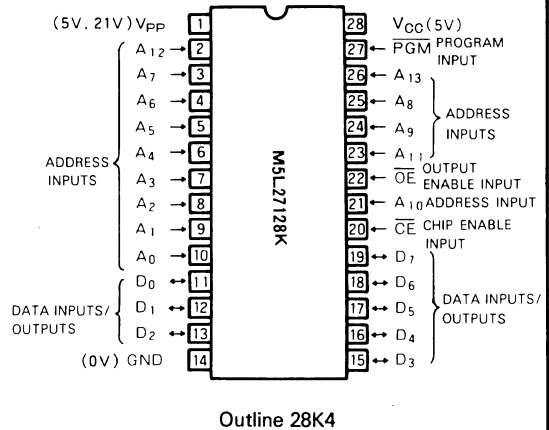 (5V, 21V) VPP 1
A12 2
A7 3
A6 4
A5 5
A4 6
A3 7
A2 8
A1 9
A0 10
D0 11
D1 12
D2 13
(0V) GND 14
ADDRESS
INPUTS
DATA INPUTS/
OUTPUTS
M5L27128K
28 VCC (5V)
27 PGM PROGRAM
INPUT
26 A13
25 A8
24 A9
23 A11
ADDRESS
INPUTS
22 OE OUTPUT
ENABLE INPUT
21 A10 ADDRESS INPUT
20 CE CHIP ENABLE
INPUT
19 D7
18 D6
17 D5
16 D4
15 D3
DATA INPUTS/
OUTPUTS
Outline 28K4